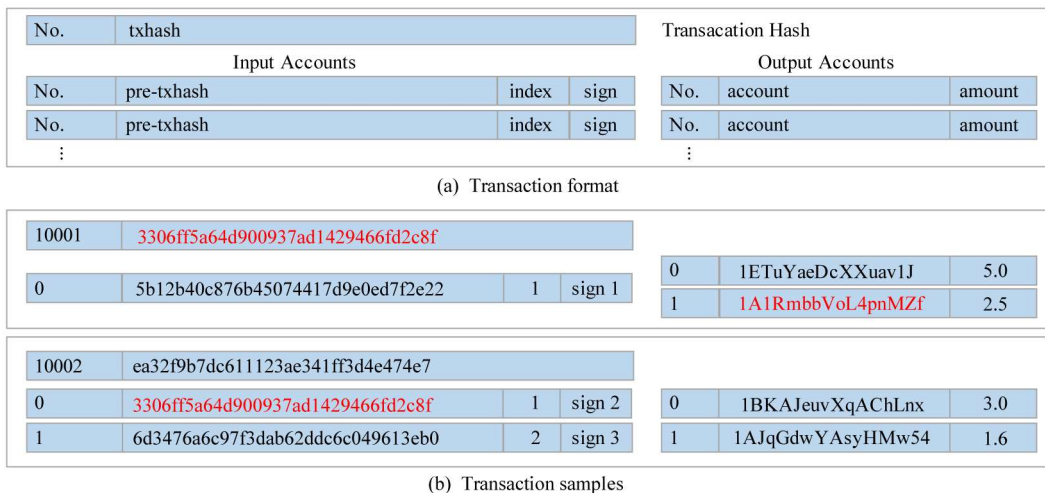 No. txhash Transacation Hash
Input Accounts Output Accounts
No. pre-txhash index sign No. account amount
No. pre-txhash index sign No. account amount
⋮ ⋮
(a) Transaction format
10001 3306ff5a64d900937ad1429466fd2c8f
0 1ETuYaeDcXXuav1J 5.0
0 5b12b40c876b45074417d9e0ed7f2e22 1 sign 1
1 1A1RmbbVoL4pnMZf 2.5
10002 ea32f9b7dc611123ae341ff3d4e474e7
0 3306ff5a64d900937ad1429466fd2c8f 1 sign 2 0 1BKAJeuvXqAChLnx 3.0
1 6d3476a6c97f3dab62ddc6c049613eb0 2 sign 3 1 1AJqGdwYAsyHMw54 1.6
(b) Transaction samples